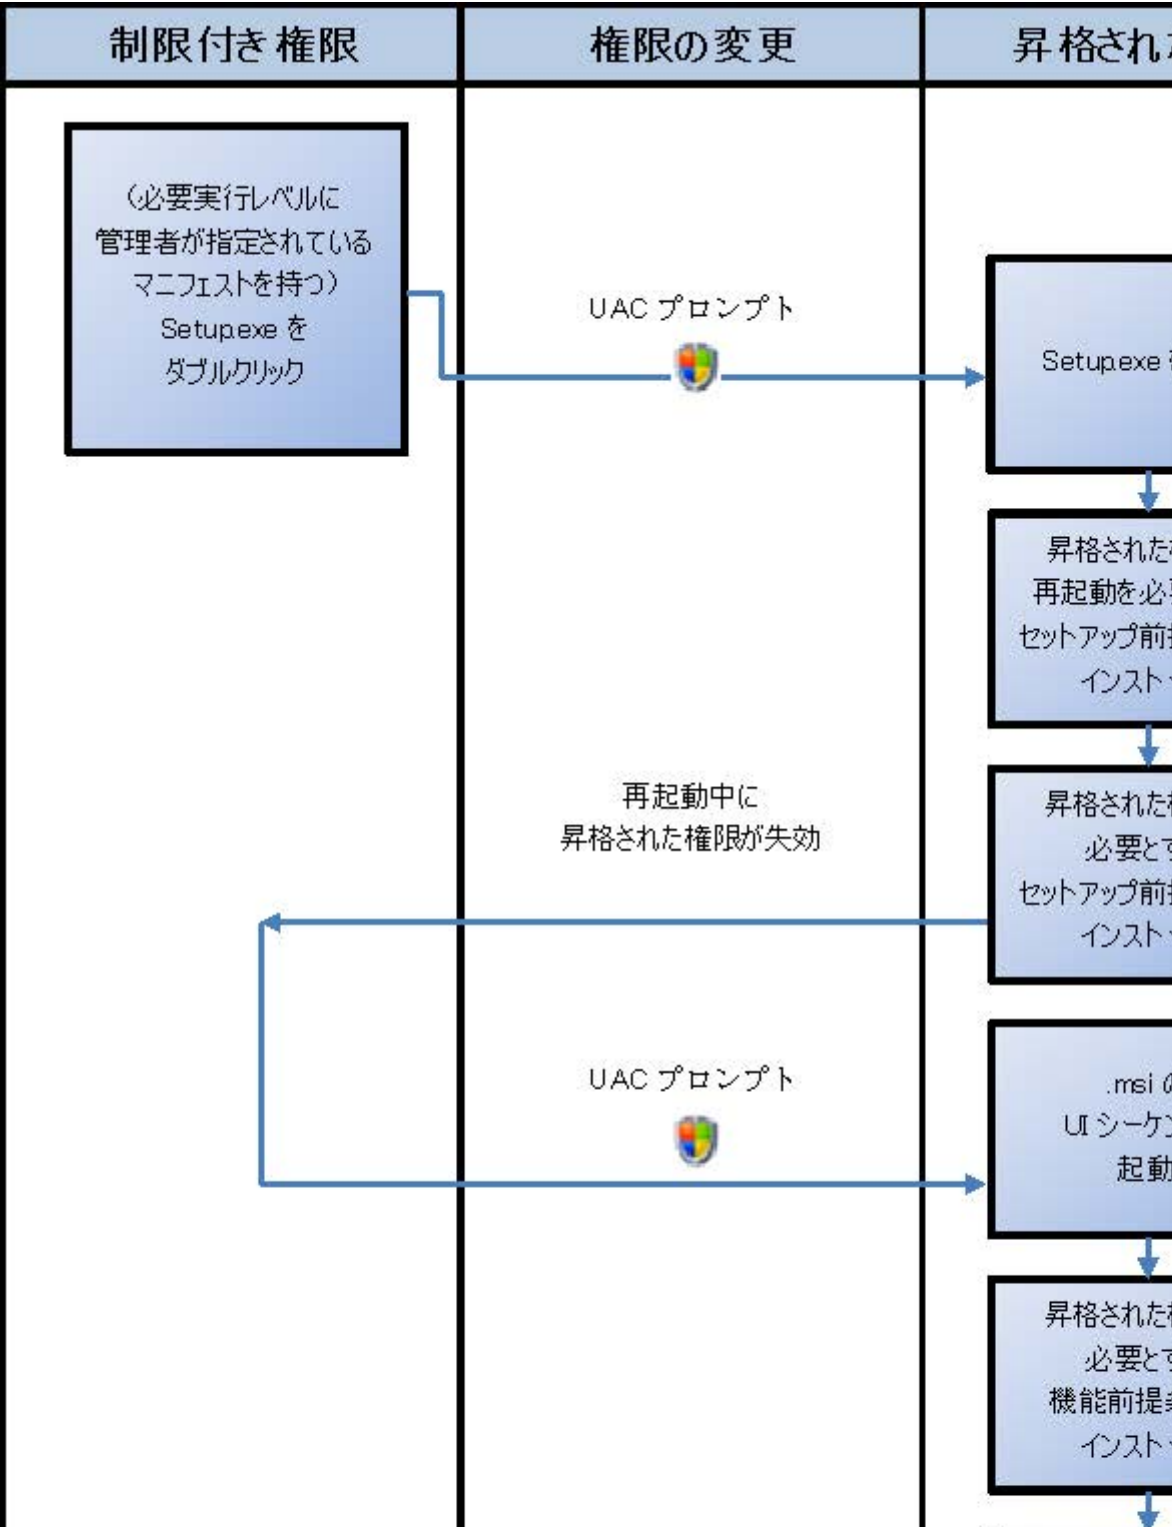 制限付き権限
権限の変更
昇格され
（必要実行レベルに
管理者が指定されている
マニフェストを持つ）
Setup.exe を
ダブルクリック
UAC プロンプト
Setup.exe
昇格された
再起動を必
セットアップ前
インスト
昇格された
必要と
セットアップ前
インスト
再起動中に
昇格された権限が失効
UAC プロンプト
.msi の
UI シーケン
起動
昇格された
必要とす
機能前提
インスト